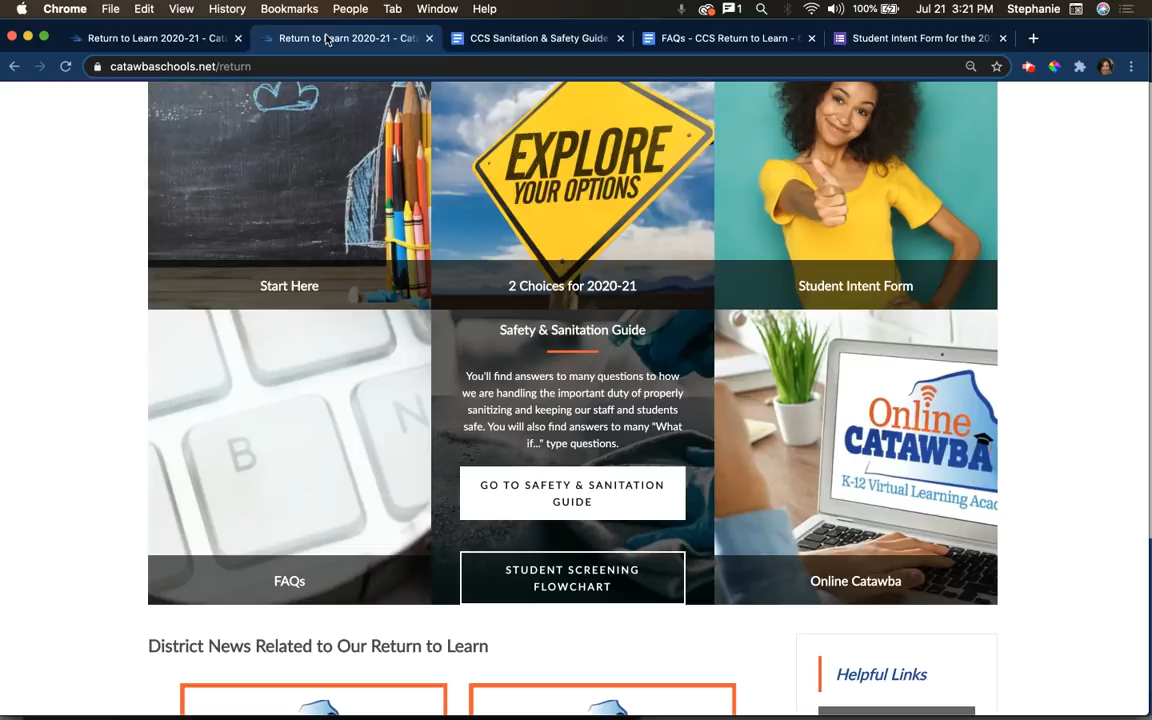 Chrome File Edit View History Bookmarks People Tab Window Help 1 100% Jul 21 3:21 PM Stephanie
Return to Learn 2020-21 - Cat
Return to Learn 2020-21 - Cat
CCS Sanitation & Safety Guide
FAQs - CCS Return to Learn -
Student Intent Form for the 20
catawbaschools.net/return
EXPLORE
YOUR OPTIONS
Start Here
2 Choices for 2020-21
Student Intent Form
Safety & Sanitation Guide
You'll find answers to many questions to how
we are handling the important duty of properly
sanitizing and keeping our staff and students
safe. You will also find answers to many "What
if..." type questions.
GO TO SAFETY & SANITATION
GUIDE
STUDENT SCREENING
FLOWCHART
B
N
FAQs
Online
CATAWBA
K-12 Virtual Learning Aca
Online Catawba
District News Related to Our Return to Learn
Helpful Links